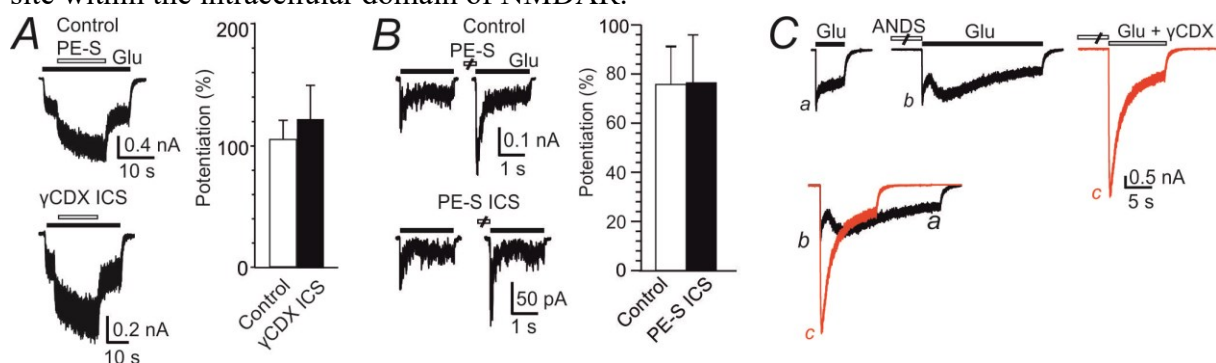 site within the intracellular domain of NMDAR.
A
Control
PE-S Glu
0.4 nA
10 s
γCDX ICS
0.2 nA
10 s
Potentiation (%)
200
100
0
Control
γCDX ICS
B
Control
PE-S
Glu
0.1 nA
1 s
PE-S ICS
50 pA
1 s
Potentiation (%)
100
80
60
40
20
0
Control
PE-S ICS
C
Glu
a
ANDS
Glu
b
Glu + γCDX
c
0.5 nA
5 s
b
a
c